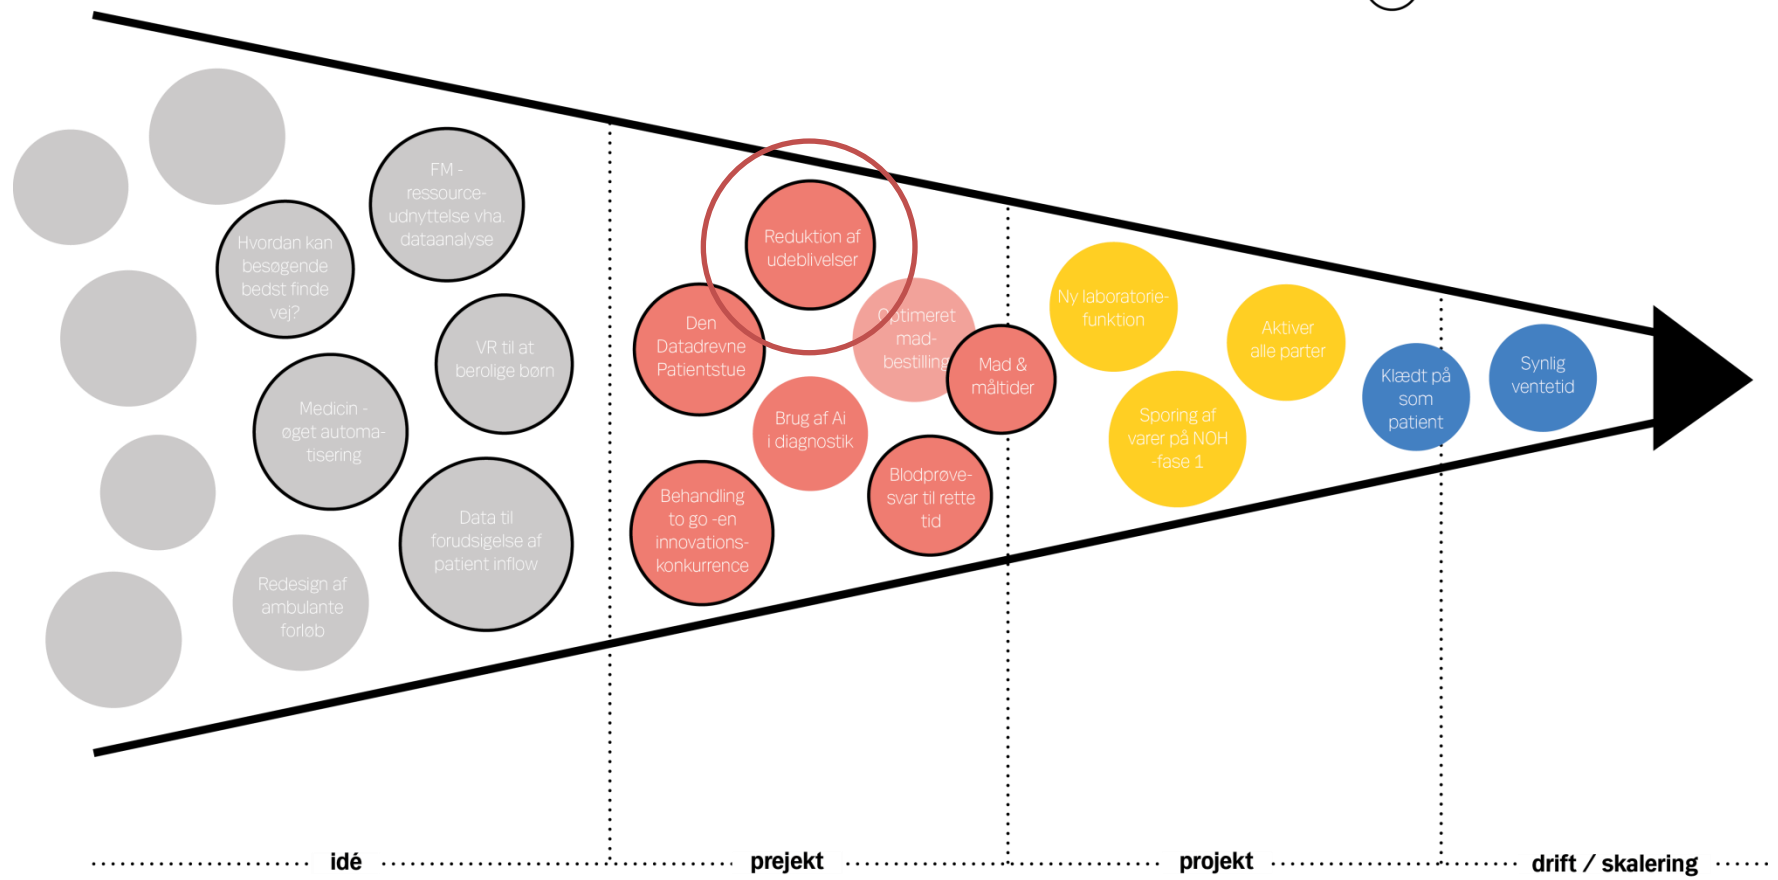 FM -
ressource-
udnyttelse vha.
dataanalyse
Hvordan kan
besøgende
bedst finde
vej?
VR til at
berolige børn
Medicin -
øget automa-
tisering
Data til
forudsigelse af
patient inflow
Redesign af
ambulante
forløb
Reduktion af
udeblivelser
Den
Datadrevne
Patientstue
Optimeret
mad-
bestilling
Mad &
måltider
Brug af Ai
i diagnostik
Behandling
to go -en
innovations-
konkurrence
Blodprøve-
svar til rette
tid
Ny laboratorie-
funktion
Aktiver
alle parter
Sporing af
varer på NOH
-fase 1
Klædt på
som
patient
Synlig
ventetid
idé
prejekt
projekt
drift / skalering